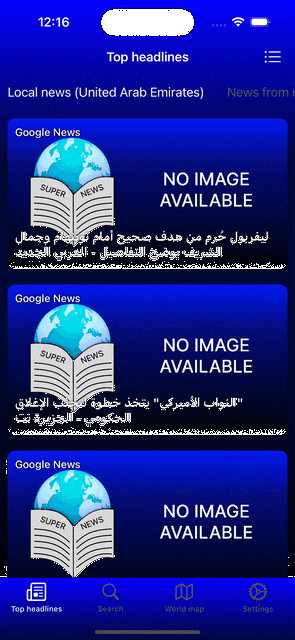 12:16
Top headlines
Local news (United Arab Emirates)
News from r
Google News
SUPER NEWS
NO IMAGE
AVAILABLE
ليفربول حُرم من هدف صحيح أمام توتنهام وجمال
الشريف يوضح التفاصيل - العربي الجديد
Google News
SUPER NEWS
NO IMAGE
AVAILABLE
"النواب الأميركي" يتخذ خطوة لتجنب الإغلاق
الحكومي - الجزيرة نت
Google News
SUPER NEWS
NO IMAGE
AVAILABLE
Top headlines
Search
World map
Settings